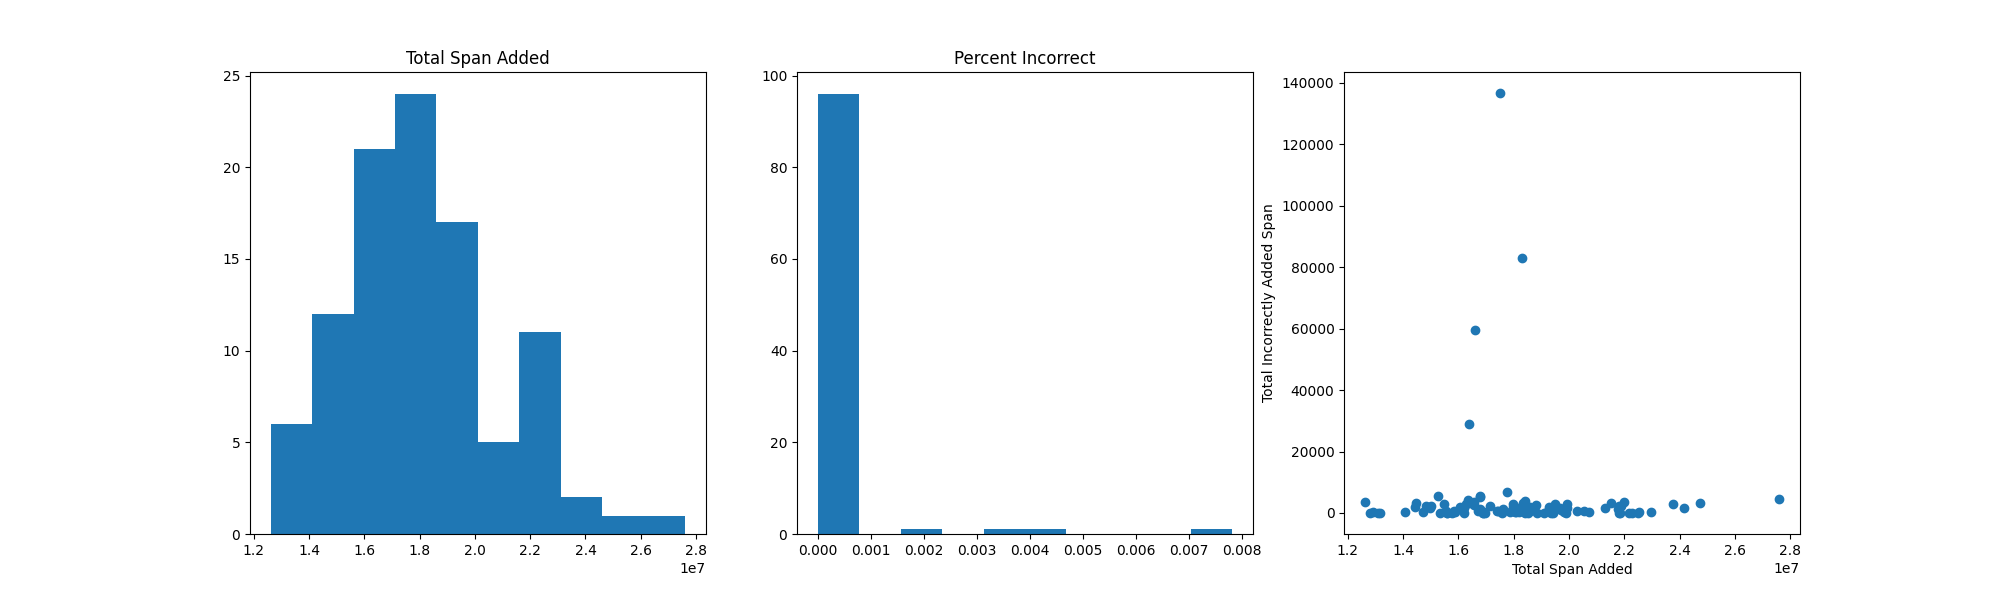 Total Span Added
25
20
15
10
5
0
1.2 1.4 1.6 1.8 2.0 2.2 2.4 2.6 2.8
1e7
Percent Incorrect
100
80
60
40
20
0
0.000 0.001 0.002 0.003 0.004 0.005 0.006 0.007 0.008
Total Incorrectly Added Span
140000
120000
100000
80000
60000
40000
20000
0
1.2 1.4 1.6 1.8 2.0 2.2 2.4 2.6 2.8
1e7
Total Span Added